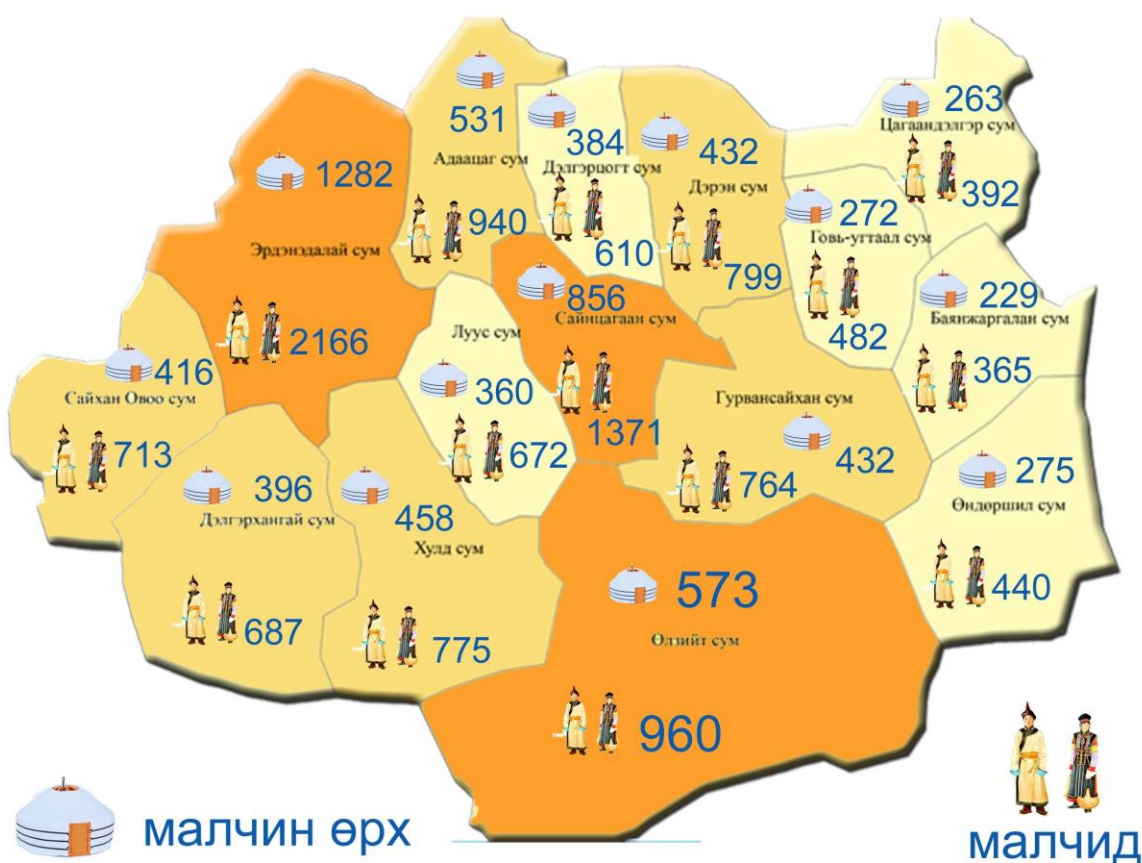 263
Цагаандэлгэр сум
392
531
Адаацаг сум
940
384
Дэлгэрцогт сум
610
432
Дэрэн сум
799
1282
Эрдэнэдалай сум
2166
272
Говь-угтаал сум
482
856
Сайнцагаан сум
1371
229
Баянжаргалан сум
365
Луус сум
360
672
416
Сайхан Овоо сум
713
Гурвансайхан сум
432
764
396
Дэлгэрхангай сум
687
458
Хулд сум
775
275
Өндөршил сум
440
573
Өлзийт сум
960
малчин өрх
малчид